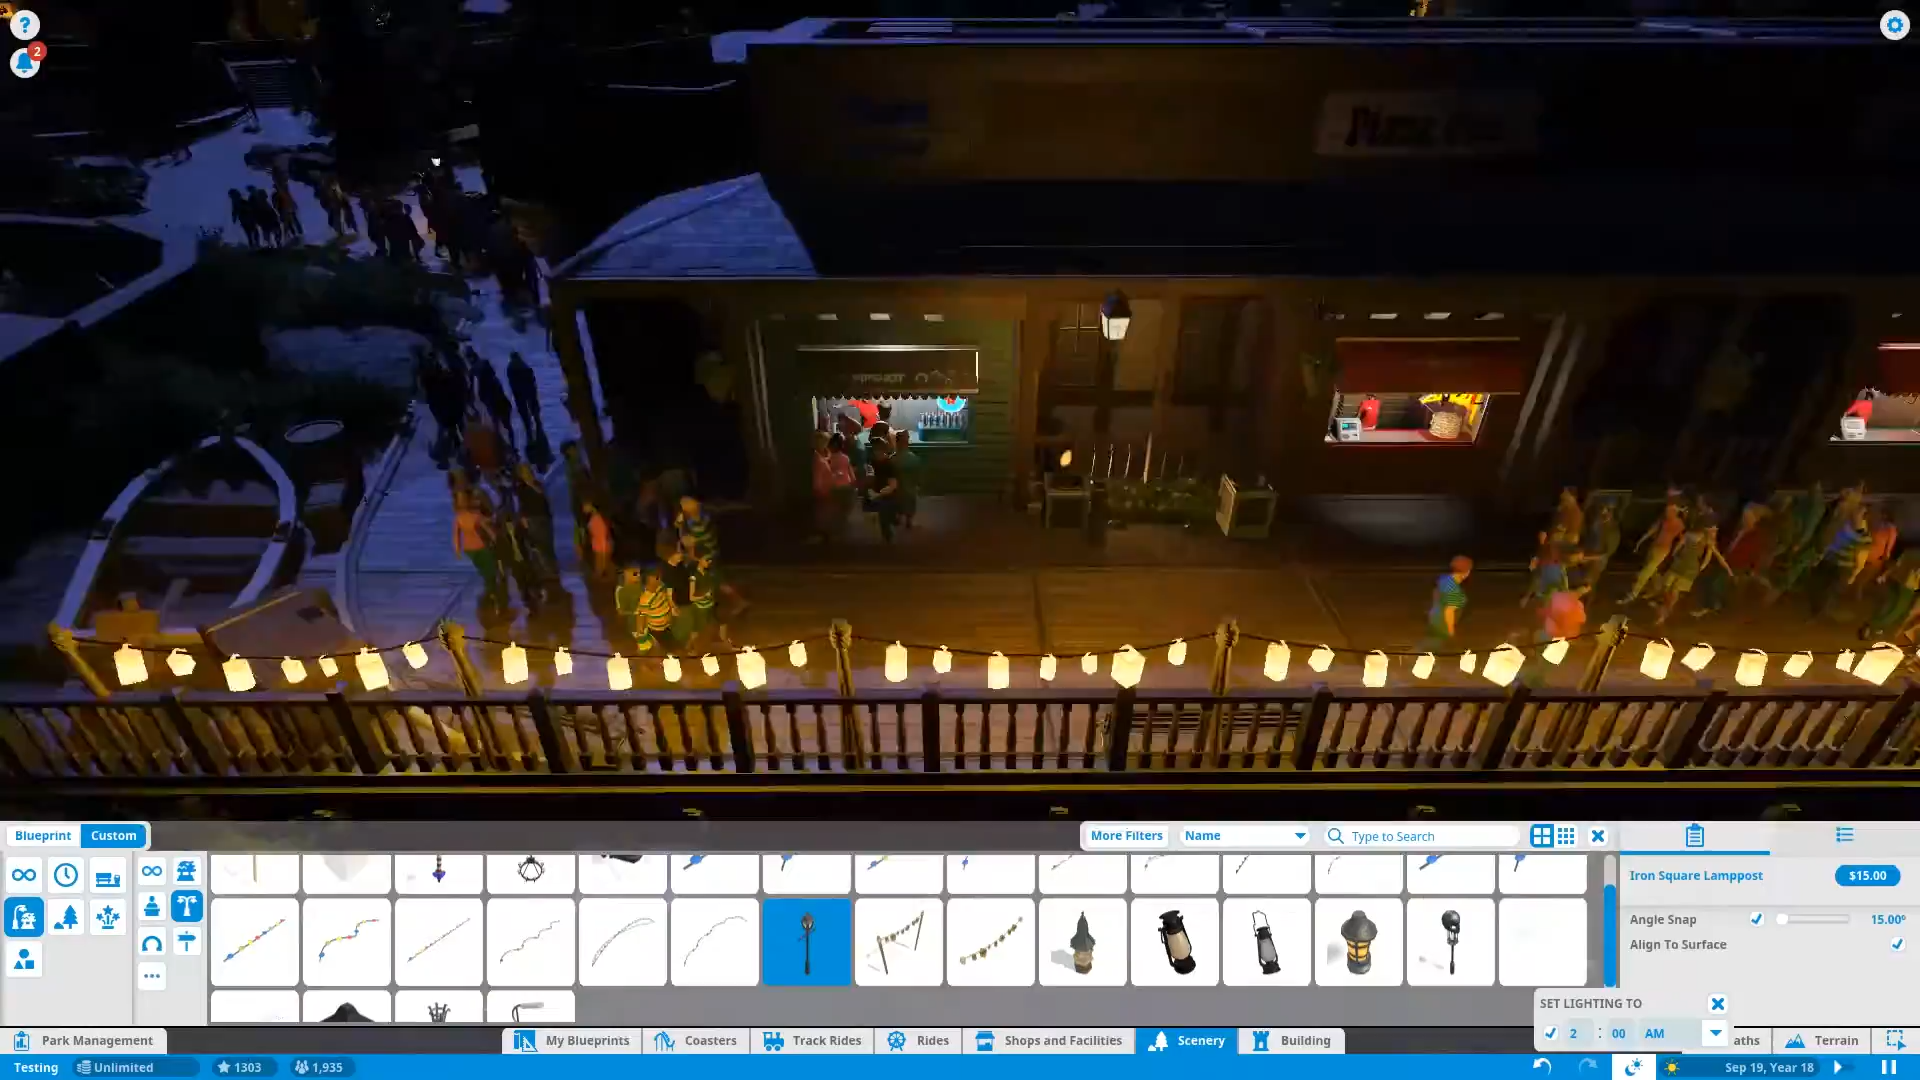 ?
2
Blueprint
Custom
More Filters
Name
Type to Search
Iron Square Lamppost
$15.00
Angle Snap
15.00°
Align To Surface
SET LIGHTING TO
2 : 00 AM
Park Management
My Blueprints
Coasters
Track Rides
Rides
Shops and Facilities
Scenery
Building
aths
Terrain
Testing
Unlimited
1303
1,935
Sep 19, Year 18